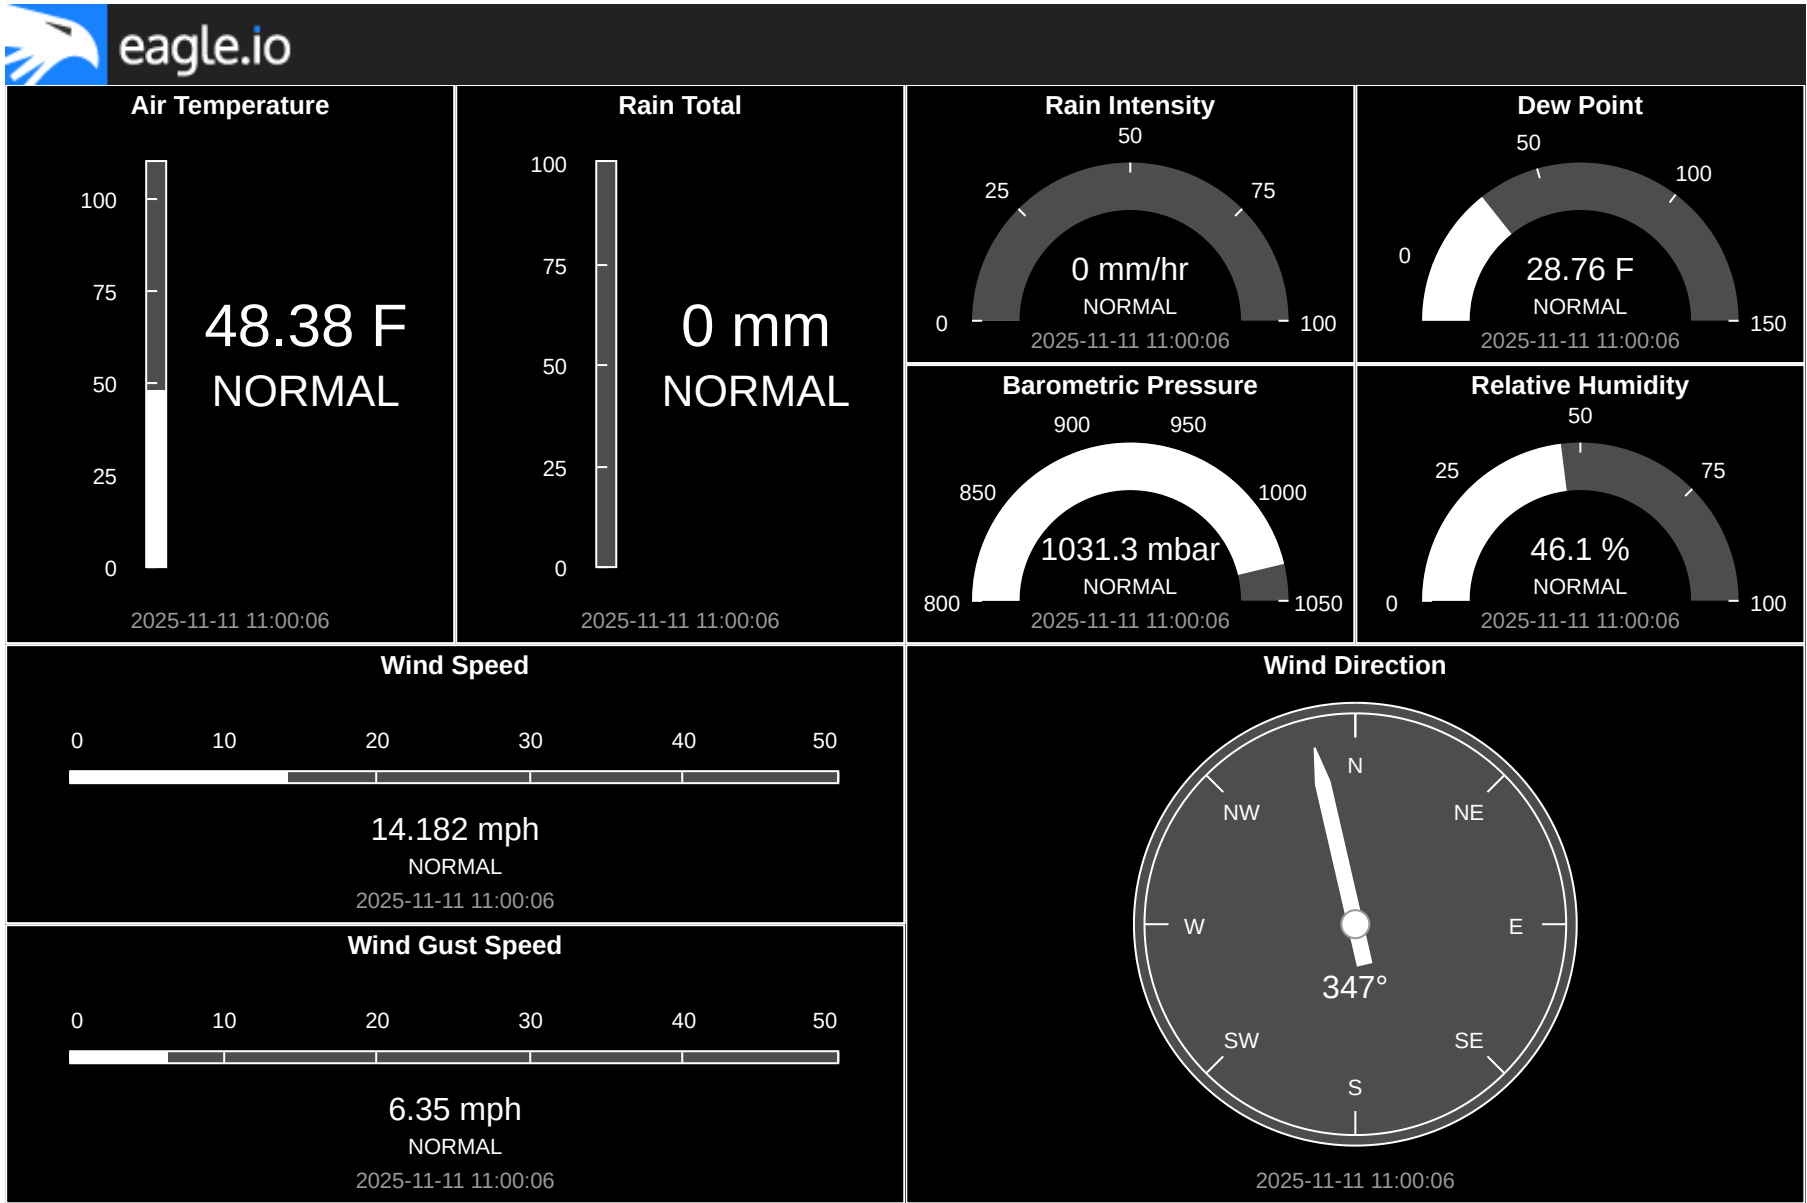 eagle.io
Air Temperature
100
75
50
25
0
48.38 F
NORMAL
2025-11-11 11:00:06
Rain Total
100
75
50
25
0
0 mm
NORMAL
2025-11-11 11:00:06
Rain Intensity
0
25
50
75
100
0 mm/hr
NORMAL
2025-11-11 11:00:06
Dew Point
0
50
100
150
28.76 F
NORMAL
2025-11-11 11:00:06
Barometric Pressure
800
850
900
950
1000
1050
1031.3 mbar
NORMAL
2025-11-11 11:00:06
Relative Humidity
0
25
50
75
100
46.1 %
NORMAL
2025-11-11 11:00:06
Wind Speed
0 10 20 30 40 50
14.182 mph
NORMAL
2025-11-11 11:00:06
Wind Gust Speed
0 10 20 30 40 50
6.35 mph
NORMAL
2025-11-11 11:00:06
Wind Direction
N
NW NE
W E
347°
SW SE
S
2025-11-11 11:00:06